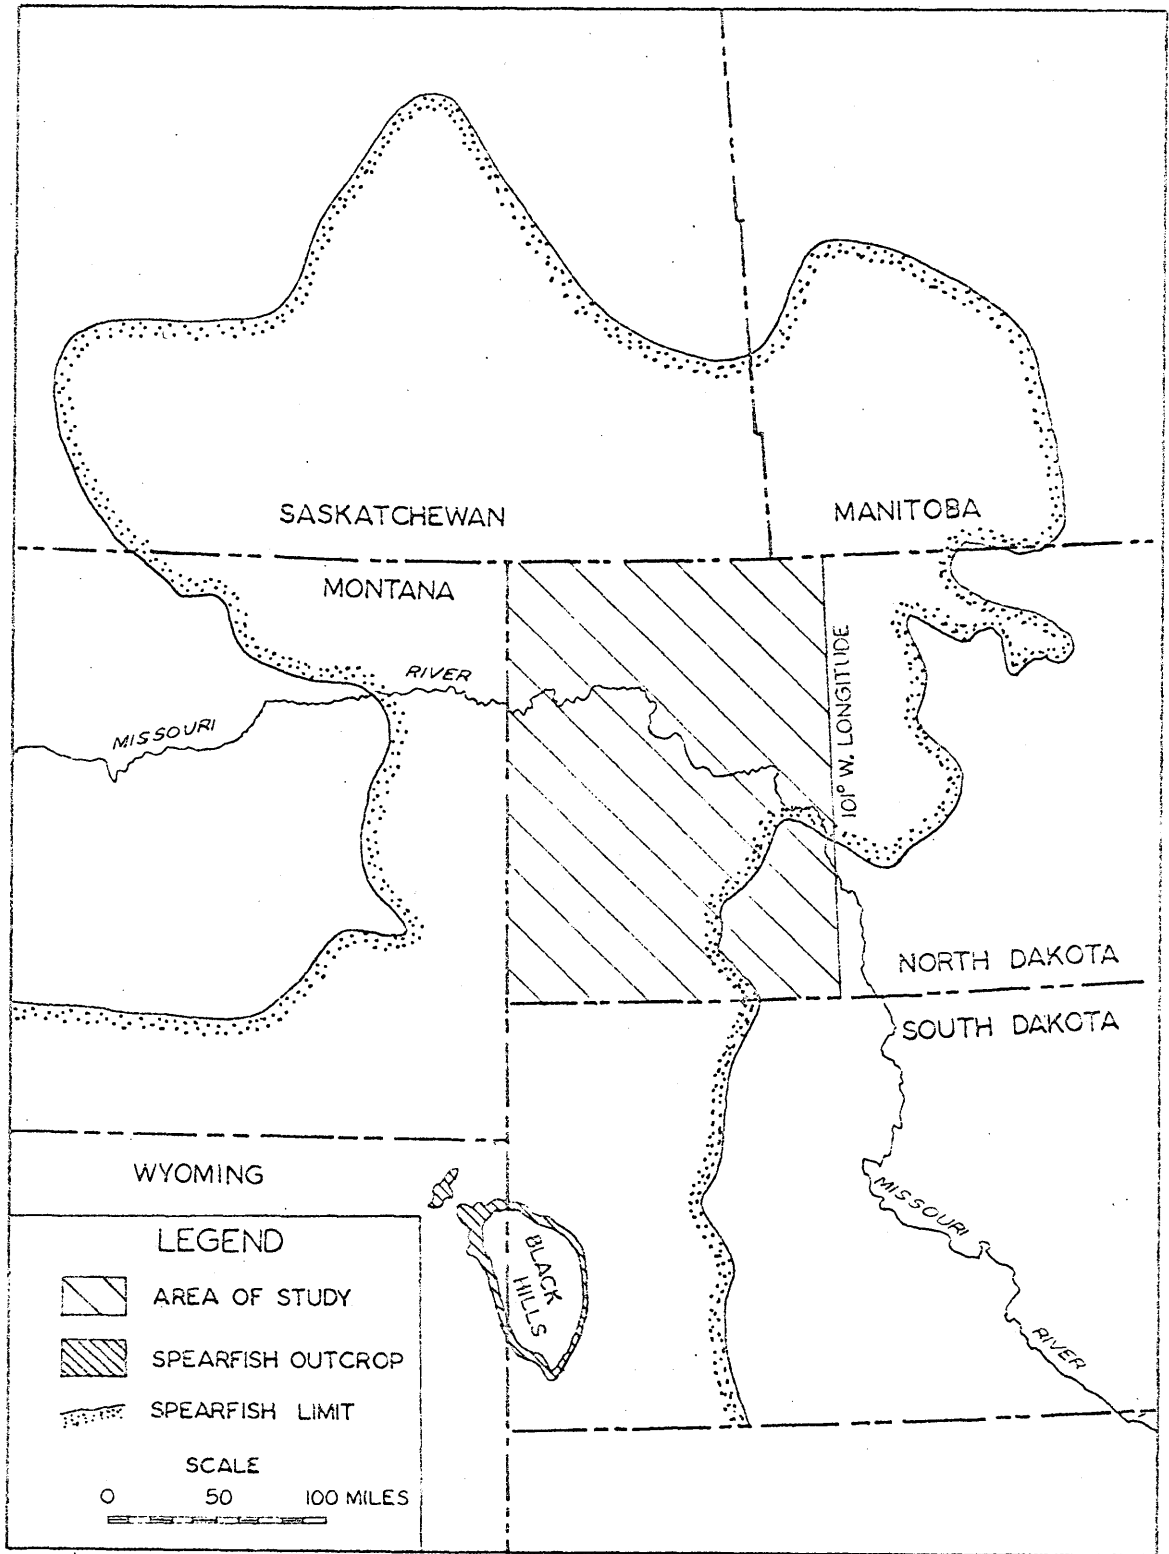 SASKATCHEWAN
MANITOBA
MONTANA
RIVER
MISSOURI
101° W. LONGITUDE
NORTH DAKOTA
SOUTH DAKOTA
WYOMING
MISSOURI
RIVER
BLACK
HILLS
LEGEND
AREA OF STUDY
SPEARFISH OUTCROP
SPEARFISH LIMIT
SCALE
0 50 100 MILES